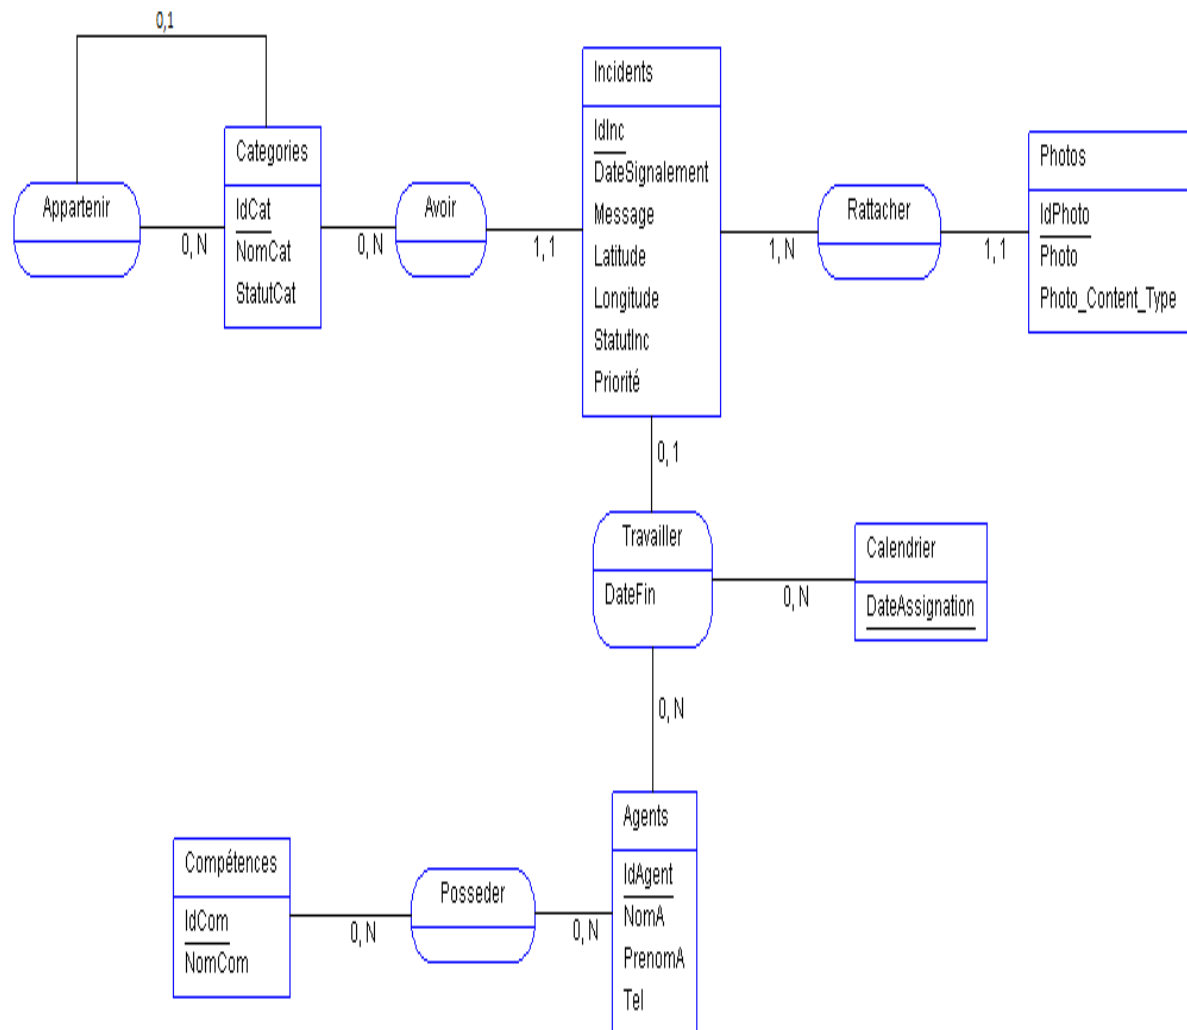 0,1
Categories
IdCat
NomCat
StatutCat
Appartenir
0, N
Avoir
0, N
1, 1
Incidents
IdInc
DateSignalement
Message
Latitude
Longitude
StatutInc
Priorité
Rattacher
1, N
1, 1
Photos
IdPhoto
Photo
Photo_Content_Type
0, 1
Travailler
DateFin
0, N
Calendrier
DateAssignation
0, N
Agents
IdAgent
NomA
PrenomA
Tel
Compétences
IdCom
NomCom
0, N
Posseder
0, N